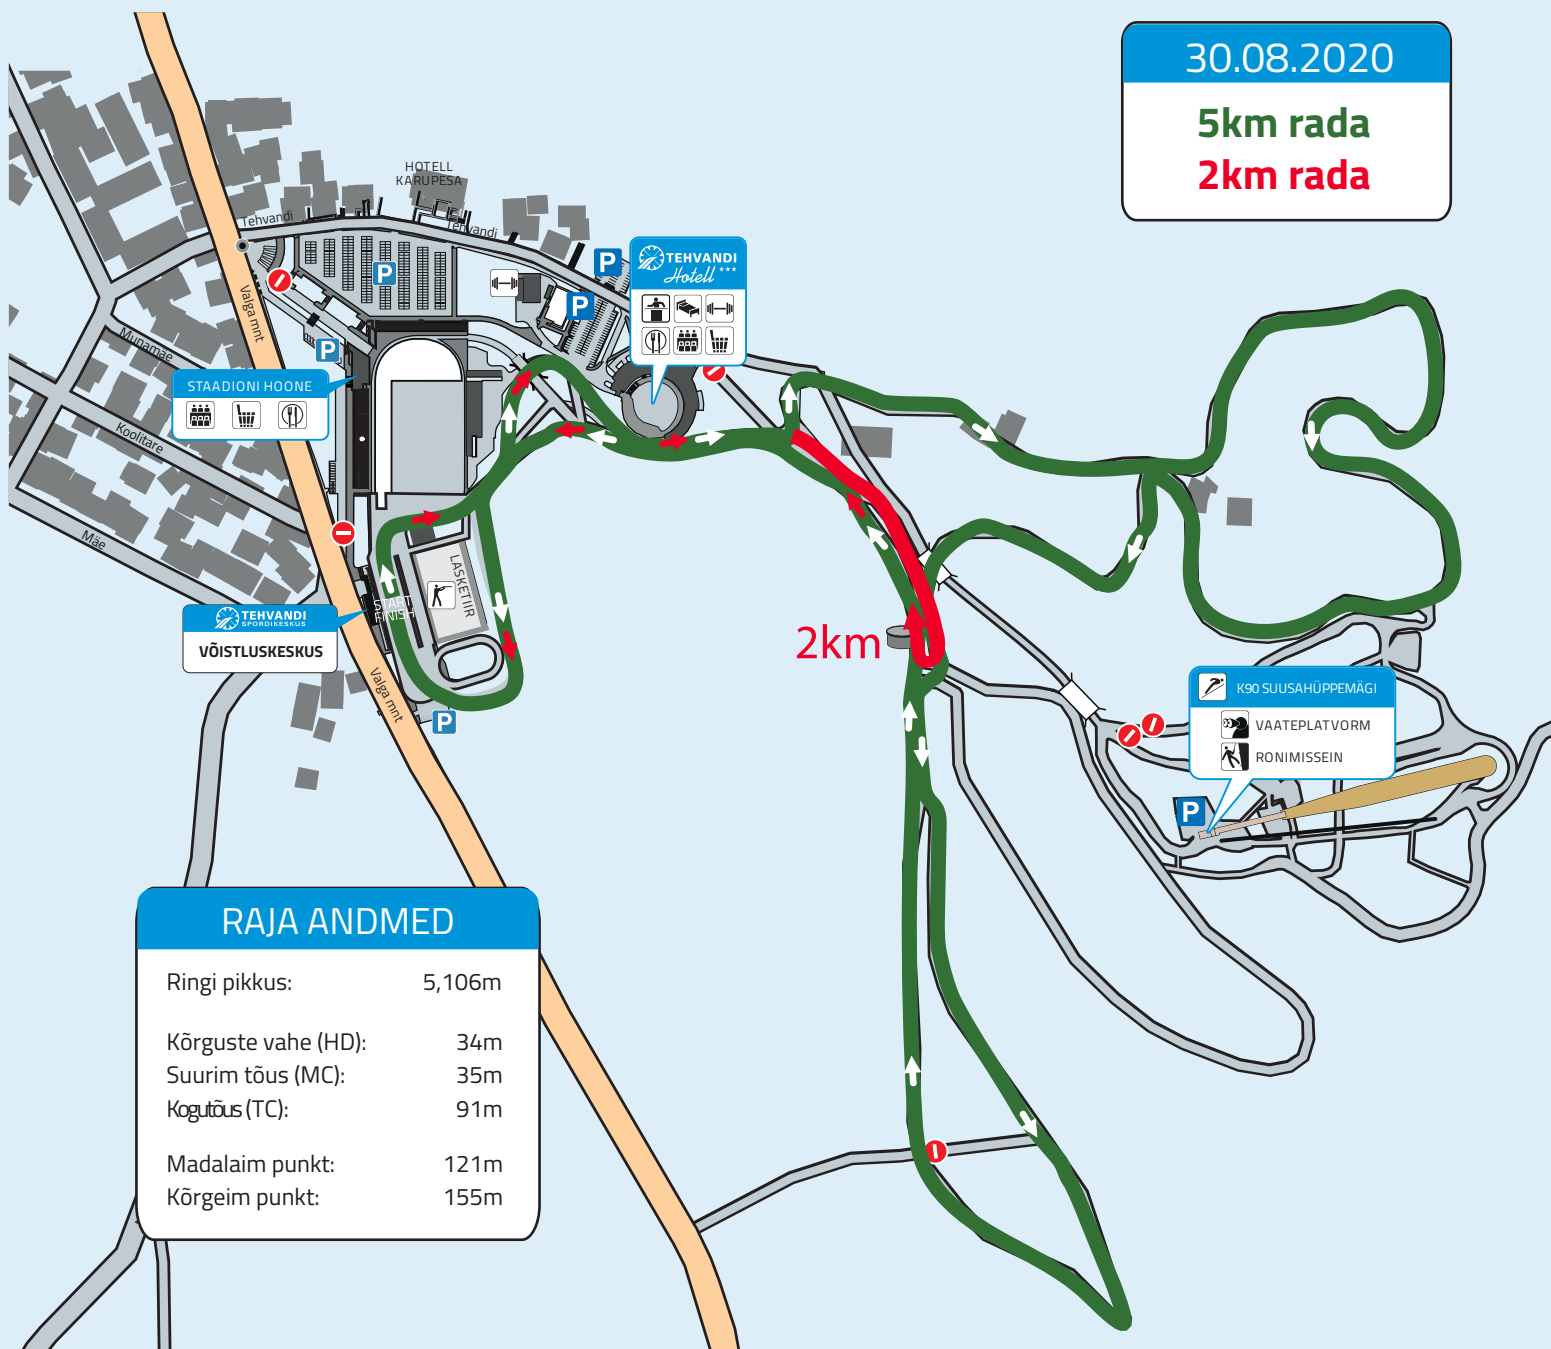 30.08.2020
5km rada
2km rada
HOTELL
KARUPESA
Tehvandi
Tehvandi
P
P
P
TEHVANDI
Hotell ***
Valga mnt
Munamäe
P
STAADIONI HOONE
Koolitare
Mäe
LASKETIIR
START
FINISH
TEHVANDI
SPORDIKESKUS
VÕISTLUSKESKUS
2km
Valga mnt
P
K90 SUUSAHÜPPEMÄGI
VAATEPLATVORM
RONIMISSEIN
P
RAJA ANDMED
Ringi pikkus: 5,106m
Kõrguste vahe (HD): 34m
Suurim tõus (MC): 35m
Kogutõus (TC): 91m
Madalaim punkt: 121m
Kõrgeim punkt: 155m